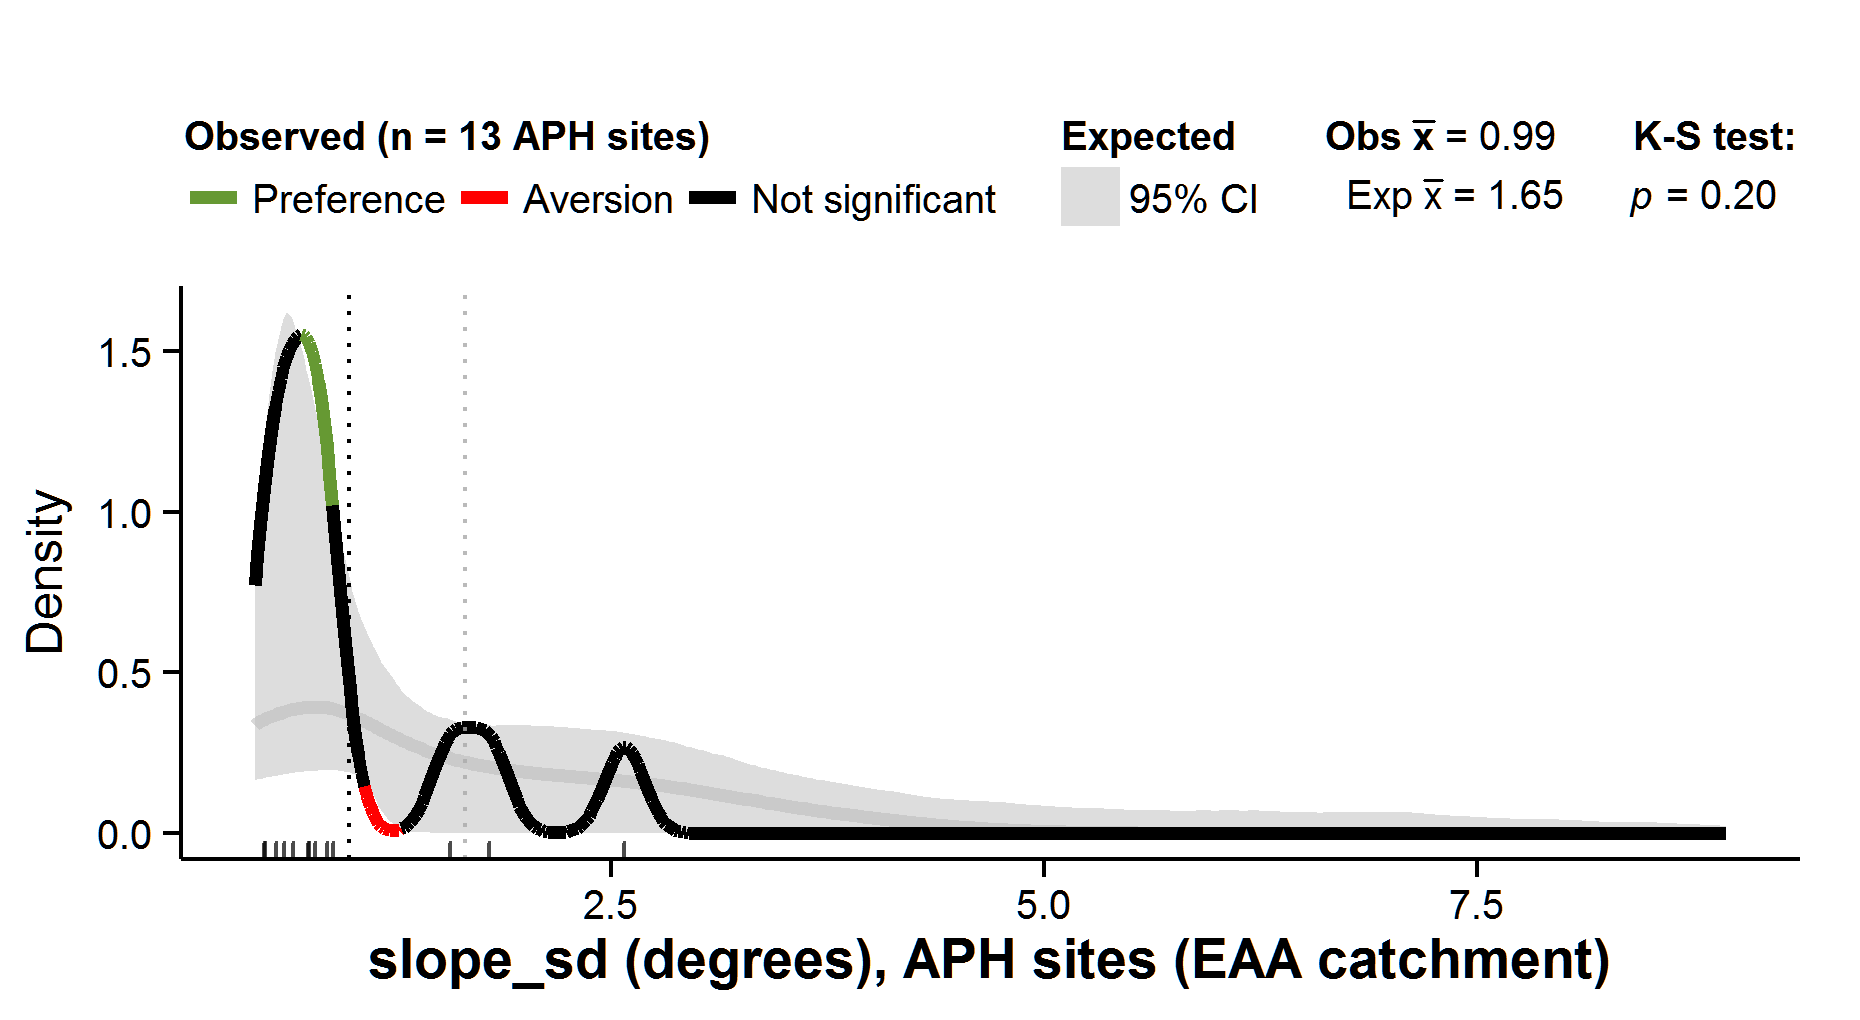 Observed (n = 13 APH sites) Expected Obs x̅ = 0.99 K-S test:
Preference Aversion Not significant 95% CI Exp x̅ = 1.65 p = 0.20
1.5
1.0
0.5
0.0
Density
2.5 5.0 7.5
slope_sd (degrees), APH sites (EAA catchment)